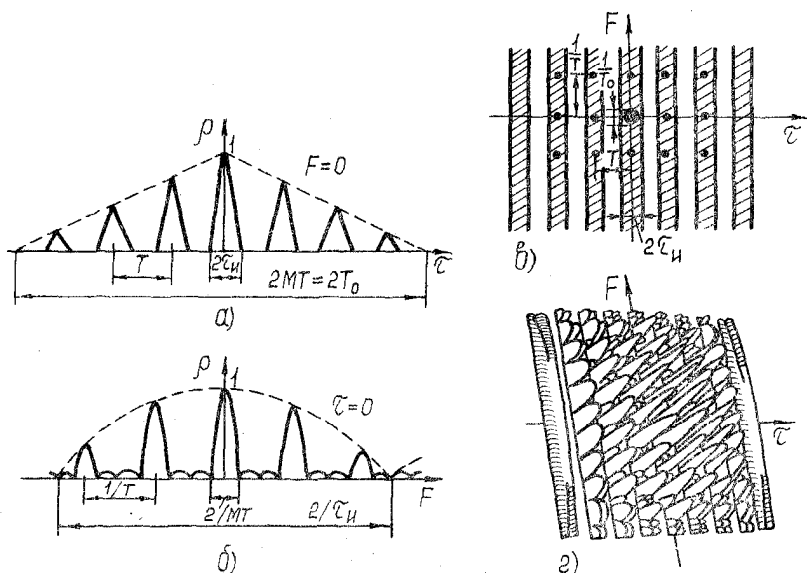 ρ
1
F=0
T
2τи
τ
2MT=2T₀
а)
ρ
1
τ=0
1/T
2/MT
2/τи
F
б)
F
1/T
1/T₀
T
τ
2τи
в)
F
τ
г)